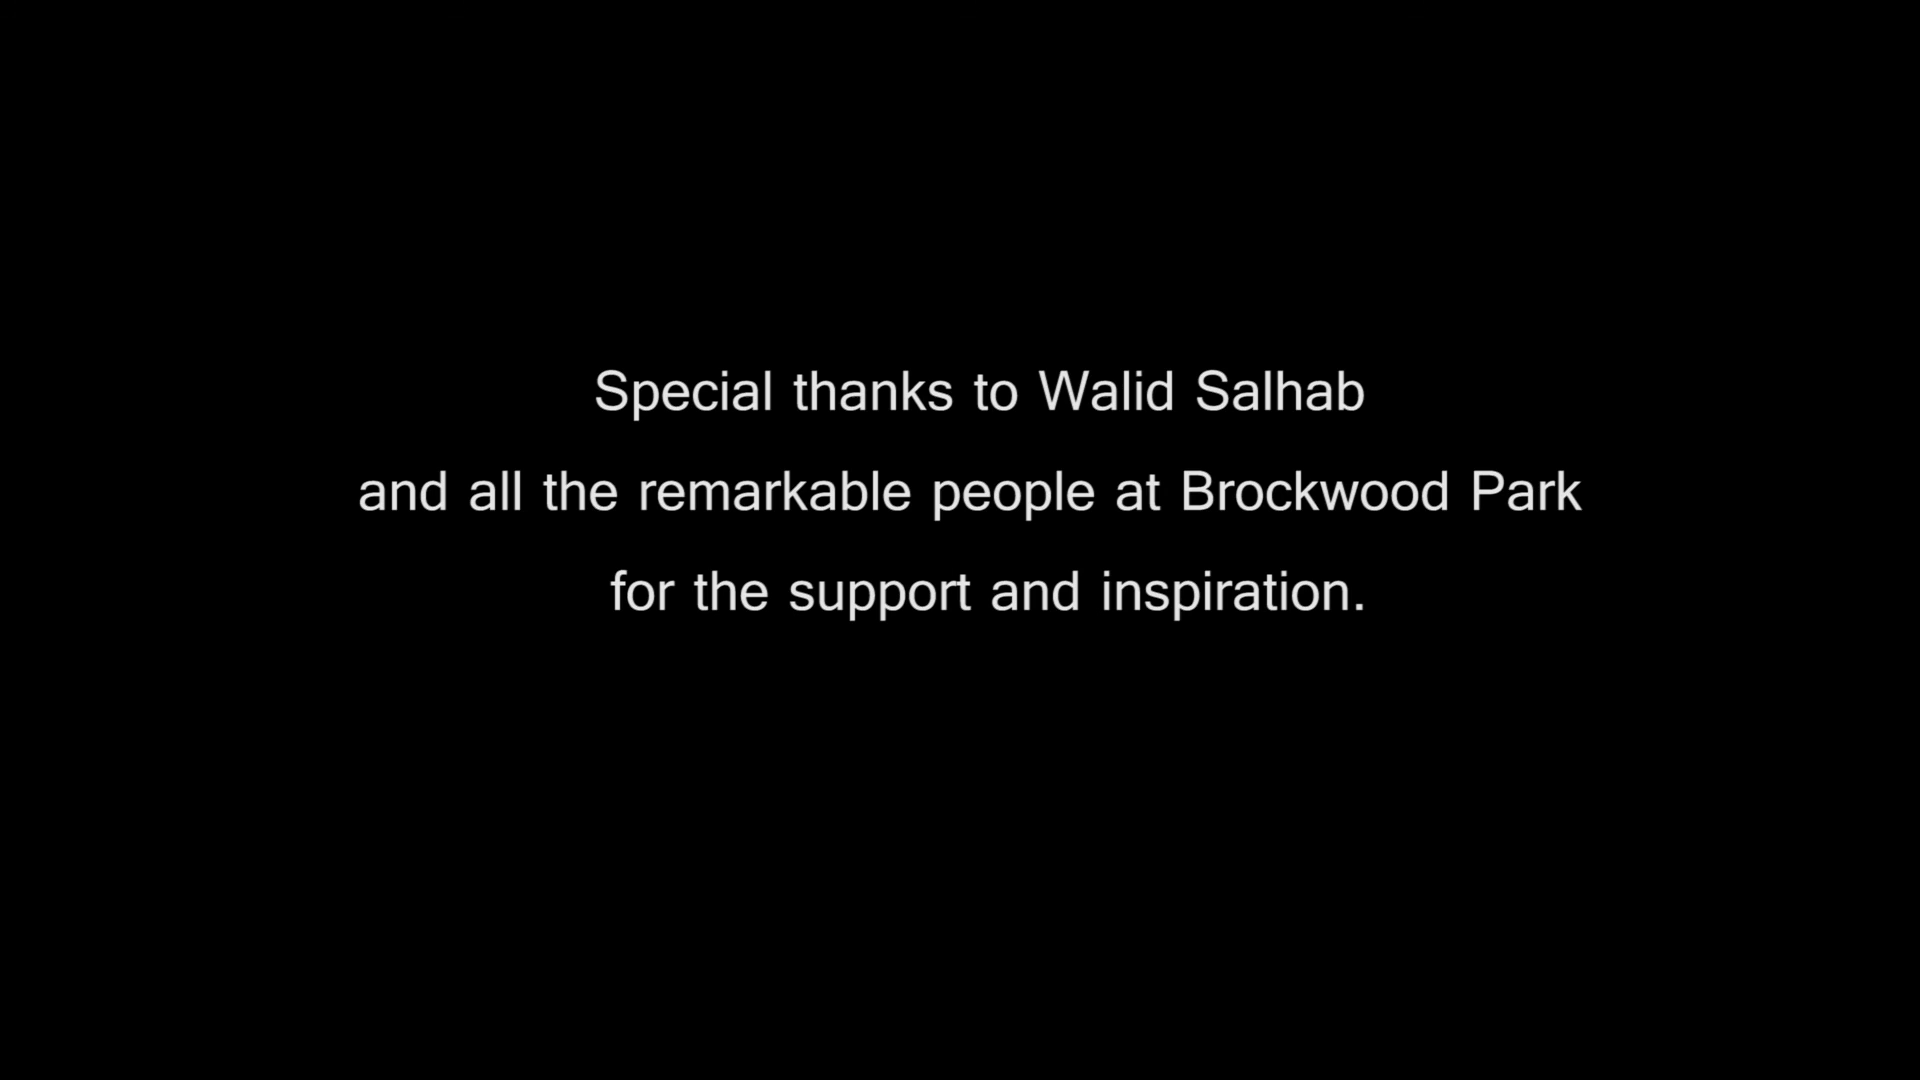 Special thanks to Walid Salhab
and all the remarkable people at Brockwood Park
for the support and inspiration.